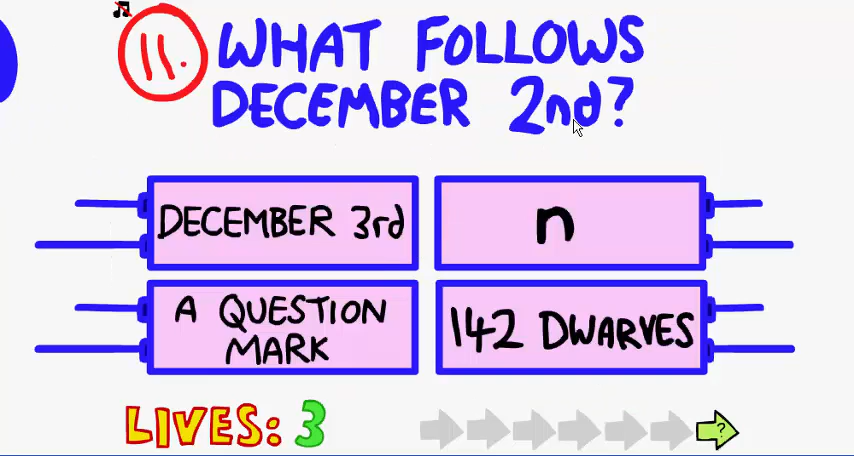 11. WHAT FOLLOWS
DECEMBER 2nd?
DECEMBER 3rd
n
A QUESTION
MARK
142 DWARVES
LIVES: 3
?